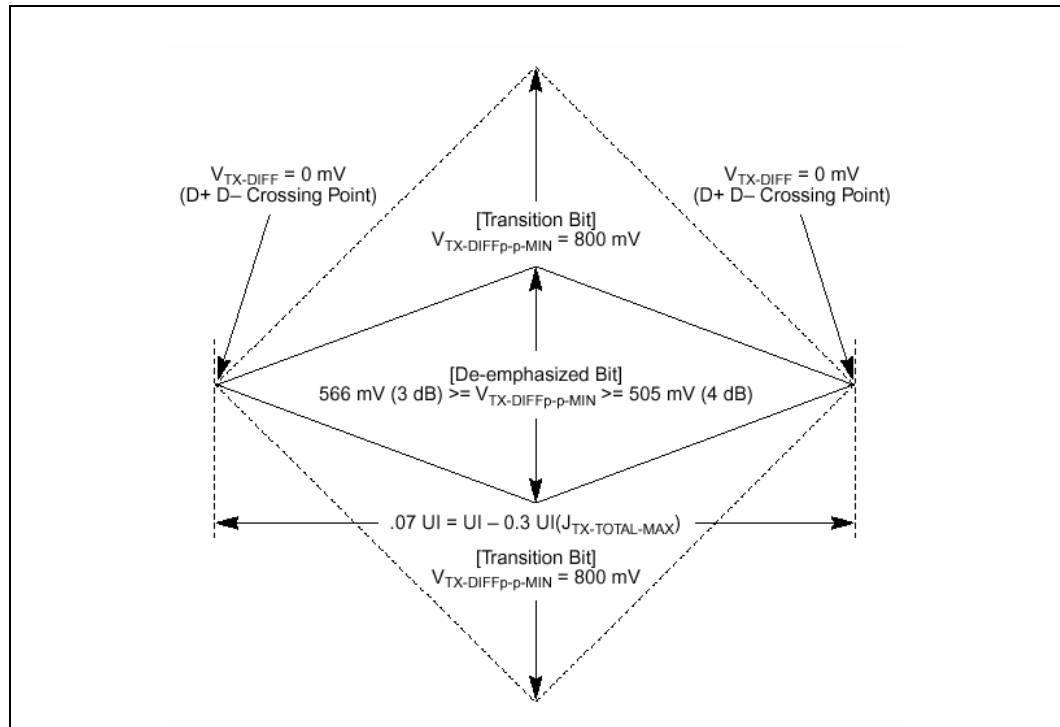 V_TX-DIFF = 0 mV
(D+ D– Crossing Point)
V_TX-DIFF = 0 mV
(D+ D– Crossing Point)
[Transition Bit]
V_TX-DIFFp-p-MIN = 800 mV
[De-emphasized Bit]
566 mV (3 dB) >= V_TX-DIFFp-p-MIN >= 505 mV (4 dB)
.07 UI = UI – 0.3 UI(J_TX-TOTAL-MAX)
[Transition Bit]
V_TX-DIFFp-p-MIN = 800 mV